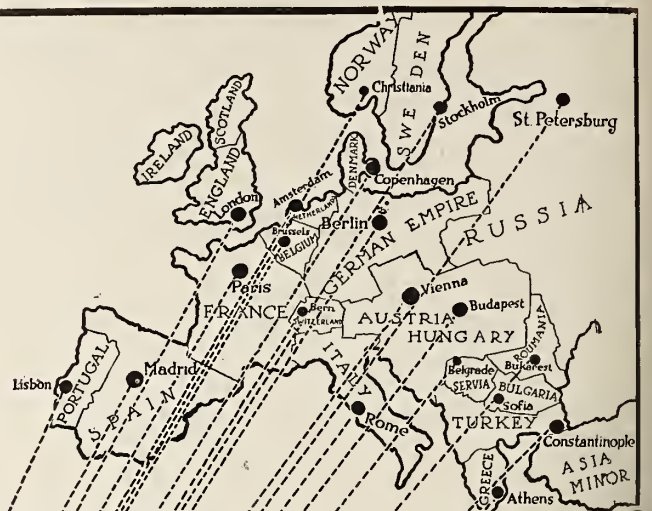 NORWAY
SWEDEN
Christiania
Stockholm
St. Petersburg
SCOTLAND
IRELAND
ENGLAND
London
DENMARK
Copenhagen
Amsterdam
NETHERLAND
Brussels
BELGIUM
Berlin
GERMAN EMPIRE
RUSSIA
Paris
FRANCE
Bern
SWITZERLAND
Vienna
Budapest
AUSTRIA
HUNGARY
ROUMANIA
Bukarest
Belgrade
SERVIA
BULGARIA
Sofia
TURKEY
Constantinople
ASIA
MINOR
ITALY
Rome
GREECE
Athens
Lisbon
PORTUGAL
Madrid
SPAIN